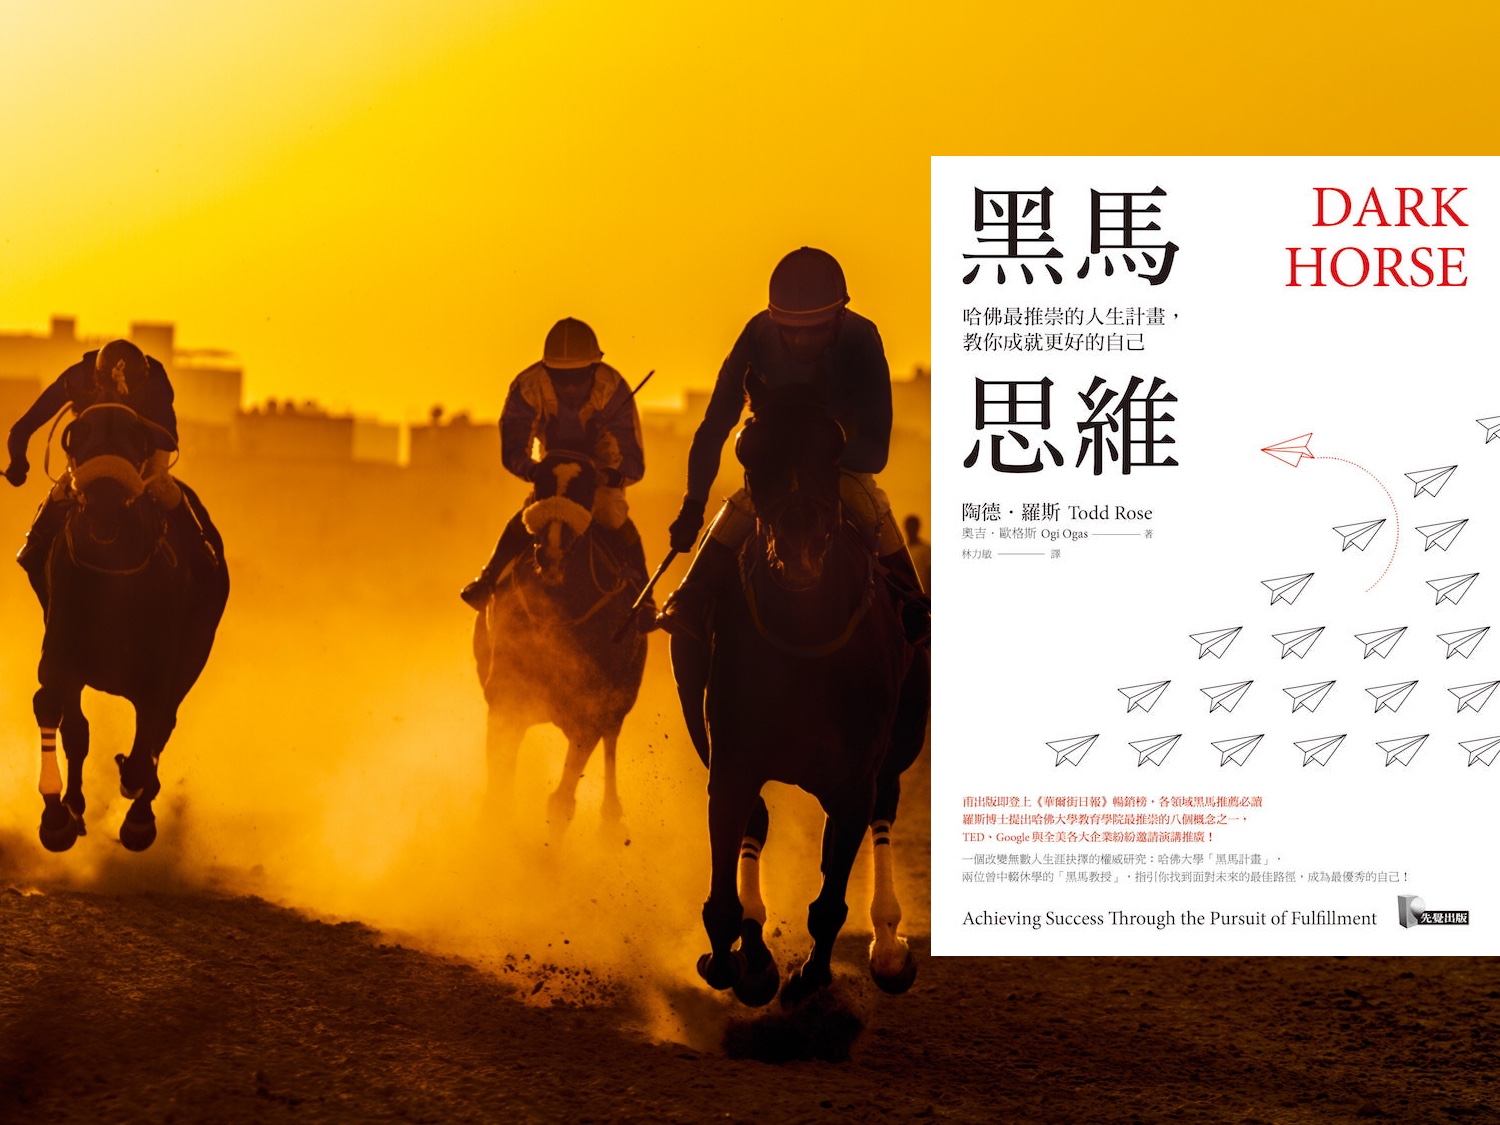 黑馬
DARK
HORSE
哈佛最推崇的人生計畫，
教你成就更好的自己
思維
陶德・羅斯 Todd Rose
奧吉・歐格斯 Ogi Ogas ——— 著
林力敏 ——— 譯
甫出版即登上《華爾街日報》暢銷榜，各領域黑馬推薦必讀
羅斯博士提出哈佛大學教育學院最推崇的八個概念之一，
TED、Google 與全美各大企業紛紛邀請演講推廣！
一個改變無數人生涯抉擇的權威研究：哈佛大學「黑馬計畫」，
兩位曾中輟休學的「黑馬教授」，指引你找到面對未來的最佳路徑，成為最優秀的自己！
Achieving Success Through the Pursuit of Fulfillment
先覺出版